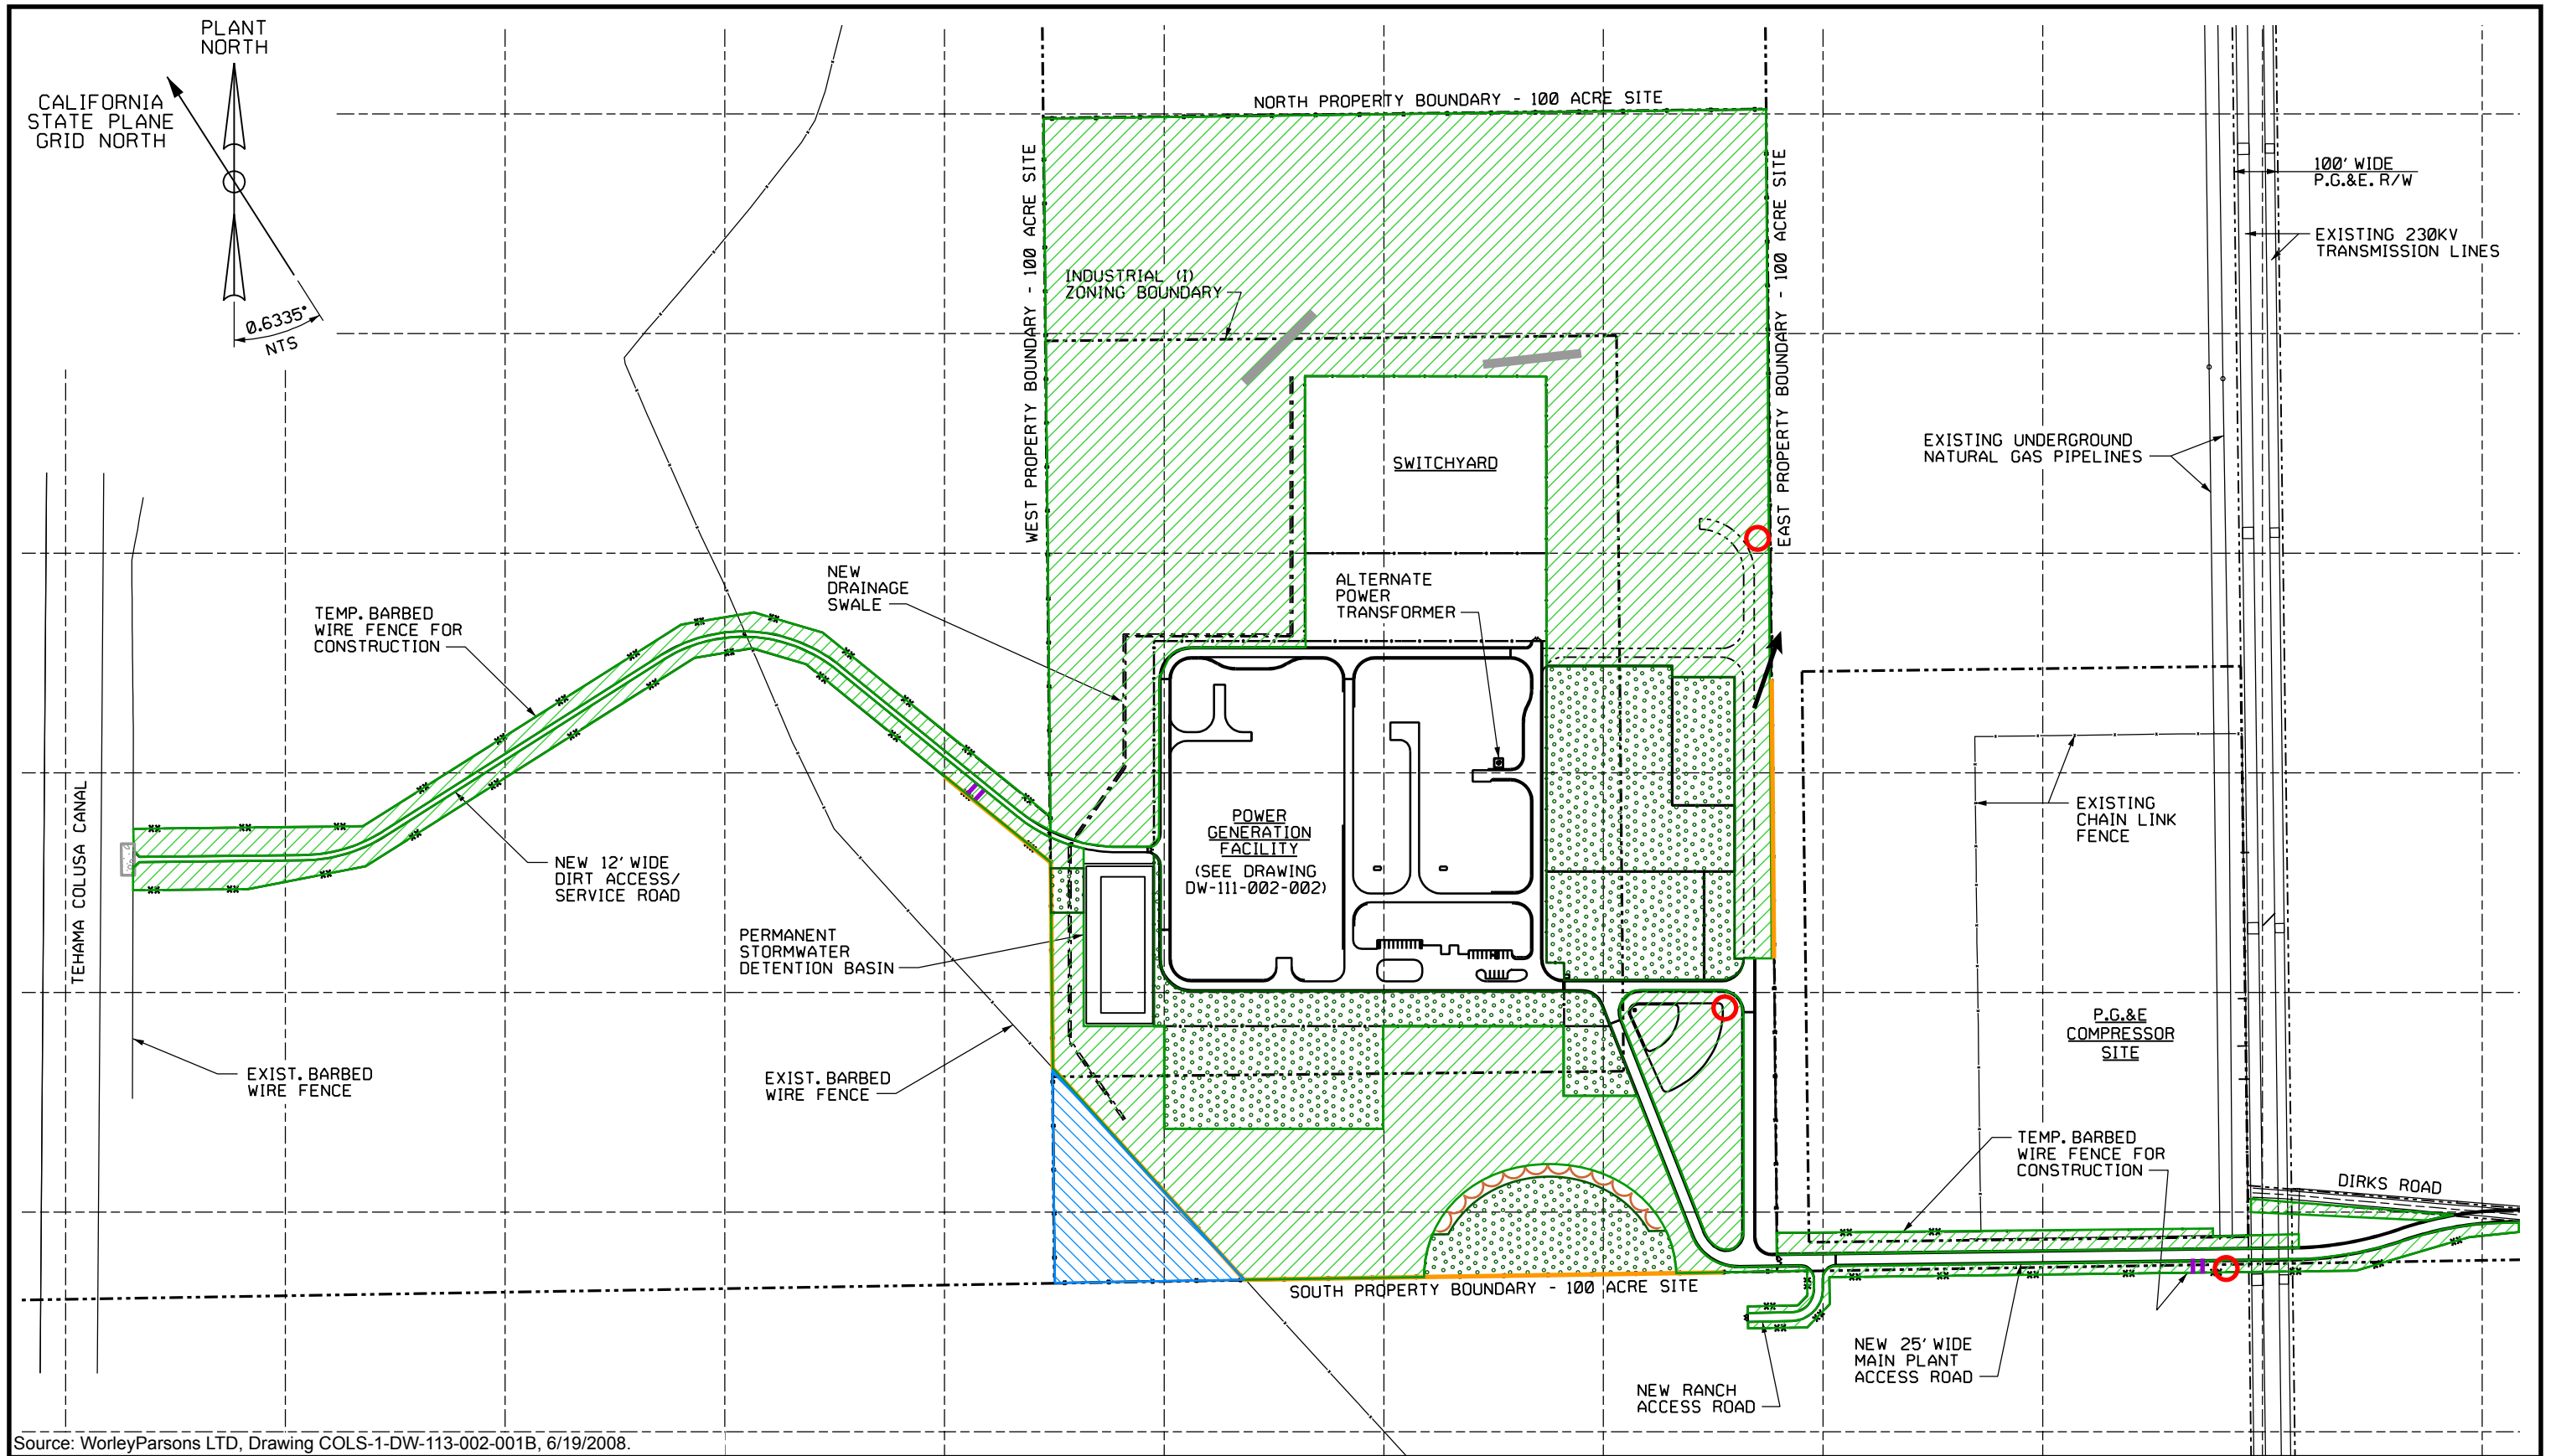 PLANT
NORTH
CALIFORNIA
STATE PLANE
GRID NORTH
0.6335°
NTS
NORTH PROPERTY BOUNDARY - 100 ACRE SITE
WEST PROPERTY BOUNDARY - 100 ACRE SITE
EAST PROPERTY BOUNDARY - 100 ACRE SITE
100' WIDE
P.G.&E. R/W
EXISTING 230KV
TRANSMISSION LINES
INDUSTRIAL (I)
ZONING BOUNDARY
EXISTING UNDERGROUND
NATURAL GAS PIPELINES
SWITCHYARD
NEW
DRAINAGE
SWALE
ALTERNATE
POWER
TRANSFORMER
TEMP. BARBED
WIRE FENCE FOR
CONSTRUCTION
TEHAMA COLUSA CANAL
POWER
GENERATION
FACILITY
(SEE DRAWING
DW-111-002-002)
EXISTING
CHAIN LINK
FENCE
NEW 12' WIDE
DIRT ACCESS/
SERVICE ROAD
PERMANENT
STORMWATER
DETENTION BASIN
P.G.&E
COMPRESSOR
SITE
EXIST. BARBED
WIRE FENCE
EXIST. BARBED
WIRE FENCE
TEMP. BARBED
WIRE FENCE FOR
CONSTRUCTION
DIRKS ROAD
SOUTH PROPERTY BOUNDARY - 100 ACRE SITE
NEW 25' WIDE
MAIN PLANT
ACCESS ROAD
NEW RANCH
ACCESS ROAD
Source: WorleyParsons LTD, Drawing COLS-1-DW-113-002-001B, 6/19/2008.